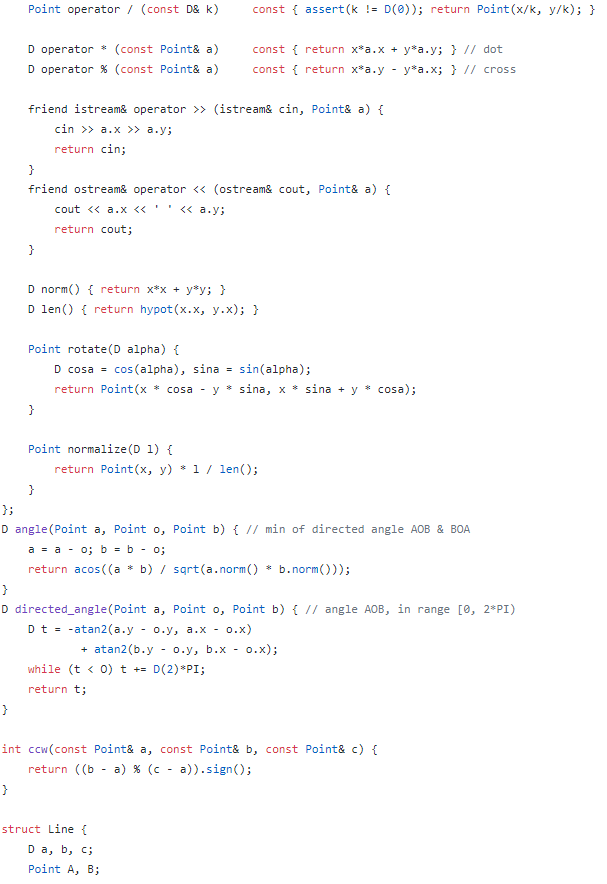 Point operator / (const D& k)     const { assert(k != D(0)); return Point(x/k, y/k); }
D operator * (const Point& a)     const { return x*a.x + y*a.y; } // dot
D operator % (const Point& a)     const { return x*a.y - y*a.x; } // cross
friend istream& operator >> (istream& cin, Point& a) {
cin >> a.x >> a.y;
return cin;
}
friend ostream& operator << (ostream& cout, Point& a) {
cout << a.x << ' ' << a.y;
return cout;
}
D norm() { return x*x + y*y; }
D len() { return hypot(x.x, y.x); }
Point rotate(D alpha) {
D cosa = cos(alpha), sina = sin(alpha);
return Point(x * cosa - y * sina, x * sina + y * cosa);
}
Point normalize(D l) {
return Point(x, y) * l / len();
}
};
D angle(Point a, Point o, Point b) { // min of directed angle AOB & BOA
a = a - o; b = b - o;
return acos((a * b) / sqrt(a.norm() * b.norm()));
}
D directed_angle(Point a, Point o, Point b) { // angle AOB, in range [0, 2*PI)
D t = -atan2(a.y - o.y, a.x - o.x)
+ atan2(b.y - o.y, b.x - o.x);
while (t < O) t += D(2)*PI;
return t;
}
int ccw(const Point& a, const Point& b, const Point& c) {
return ((b - a) % (c - a)).sign();
}
struct Line {
D a, b, c;
Point A, B;